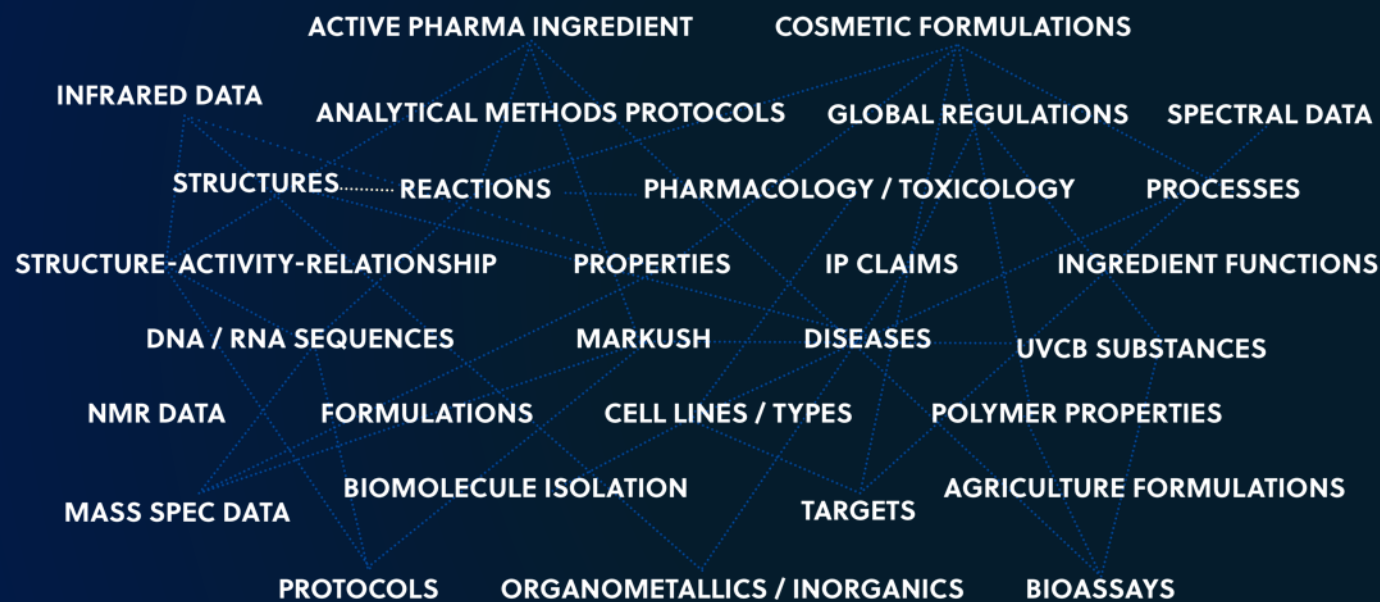 ACTIVE PHARMA INGREDIENT
COSMETIC FORMULATIONS
INFRARED DATA
ANALYTICAL METHODS PROTOCOLS
GLOBAL REGULATIONS
SPECTRAL DATA
STRUCTURES
REACTIONS
PHARMACOLOGY / TOXICOLOGY
PROCESSES
STRUCTURE-ACTIVITY-RELATIONSHIP
PROPERTIES
IP CLAIMS
INGREDIENT FUNCTIONS
DNA / RNA SEQUENCES
MARKUSH
DISEASES
UVCB SUBSTANCES
NMR DATA
FORMULATIONS
CELL LINES / TYPES
POLYMER PROPERTIES
MASS SPEC DATA
BIOMOLECULE ISOLATION
TARGETS
AGRICULTURE FORMULATIONS
PROTOCOLS
ORGANOMETALLICS / INORGANICS
BIOASSAYS